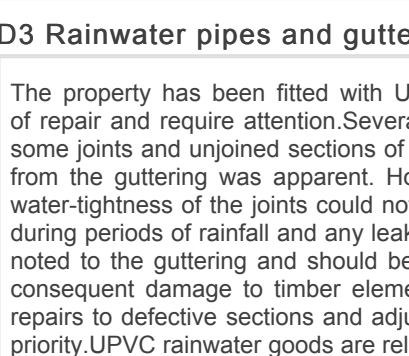 D3 Rainwater pipes and gutte
The property has been fitted with U
of repair and require attention.Severa
some joints and unjoined sections of
from the guttering was apparent. Ho
water-tightness of the joints could no
during periods of rainfall and any leak
noted to the guttering and should be
consequent damage to timber eleme
repairs to defective sections and adju
priority.UPVC rainwater goods are rel